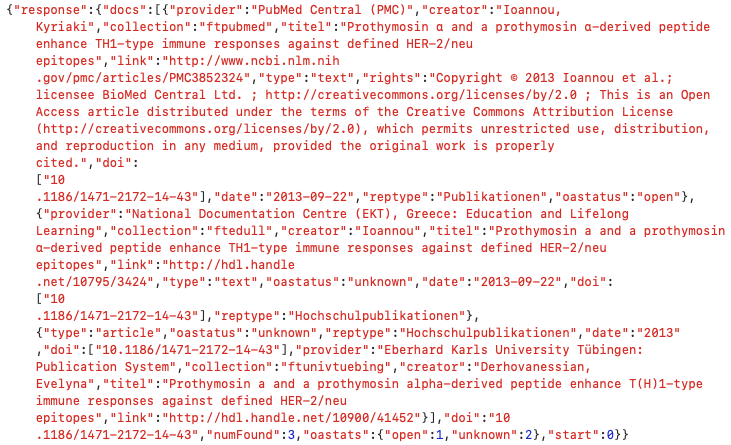 {"response":{"docs":[{"provider":"PubMed Central (PMC)","creator":"Ioannou,
Kyriaki","collection":"ftpubmed","titel":"Prothymosin α and a prothymosin α-derived peptide
enhance TH1-type immune responses against defined HER-2/neu
epitopes","link":"http://www.ncbi.nlm.nih
.gov/pmc/articles/PMC3852324","type":"text","rights":"Copyright © 2013 Ioannou et al.;
licensee BioMed Central Ltd. ; http://creativecommons.org/licenses/by/2.0 ; This is an Open
Access article distributed under the terms of the Creative Commons Attribution License
(http://creativecommons.org/licenses/by/2.0), which permits unrestricted use, distribution,
and reproduction in any medium, provided the original work is properly
cited.","doi":
["10
.1186/1471-2172-14-43"],"date":"2013-09-22","reptype":"Publikationen","oastatus":"open"},
{"provider":"National Documentation Centre (EKT), Greece: Education and Lifelong
Learning","collection":"ftedull","creator":"Ioannou","titel":"Prothymosin a and a prothymosin
α-derived peptide enhance TH1-type immune responses against defined HER-2/neu
epitopes","link":"http://hdl.handle
.net/10795/3424","type":"text","oastatus":"unknown","date":"2013-09-22","doi":
["10
.1186/1471-2172-14-43"],"reptype":"Hochschulpublikationen"},
{"type":"article","oastatus":"unknown","reptype":"Hochschulpublikationen","date":"2013"
,"doi":["10.1186/1471-2172-14-43"],"provider":"Eberhard Karls University Tübingen:
Publication System","collection":"ftunivtuebing","creator":"Derhovanessian,
Evelyna","titel":"Prothymosin a and a prothymosin alpha-derived peptide enhance T(H)1-type
immune responses against defined HER-2/neu
epitopes","link":"http://hdl.handle.net/10900/41452"}],"doi":"10
.1186/1471-2172-14-43","numFound":3,"oastats":{"open":1,"unknown":2},"start":0}}